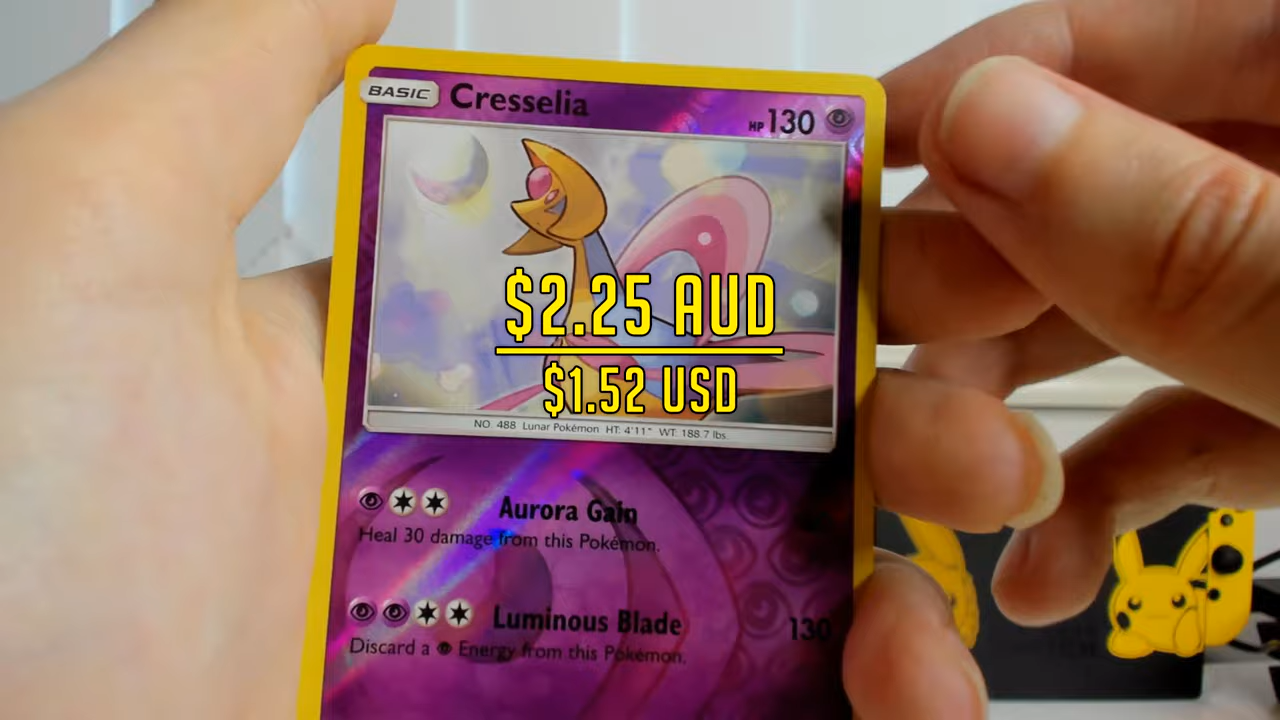 BASIC Cresselia HP 130
$2.25 AUD
$1.52 USD
NO. 488 Lunar Pokémon HT: 4'11" WT: 188.7 lbs.
Aurora Gain
Heal 30 damage from this Pokémon.
Luminous Blade 130
Discard a Energy from this Pokémon.